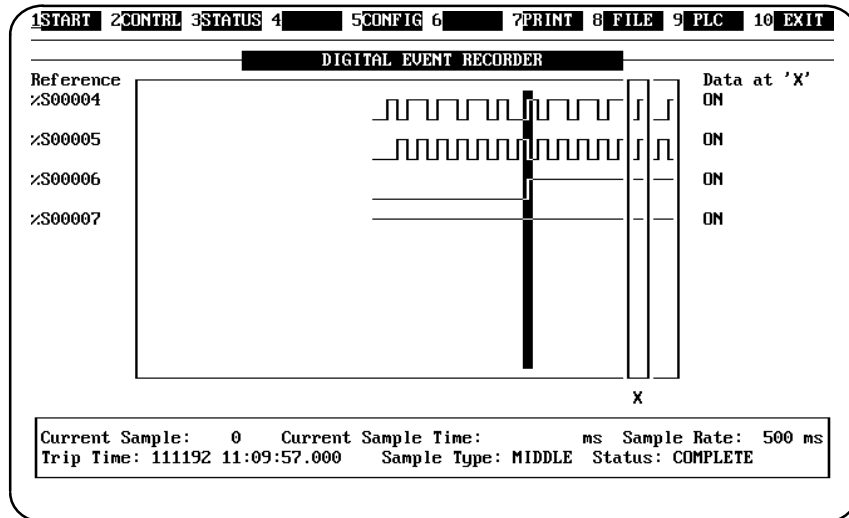 1START 2CONTRL 3STATUS 4 5CONFIG 6 7PRINT 8 FILE 9 PLC 10 EXIT
DIGITAL EVENT RECORDER
Reference Data at 'X'
%S00004 ON
%S00005 ON
%S00006 ON
%S00007 ON
X
Current Sample: 0 Current Sample Time: ms Sample Rate: 500 ms
Trip Time: 111192 11:09:57.000 Sample Type: MIDDLE Status: COMPLETE